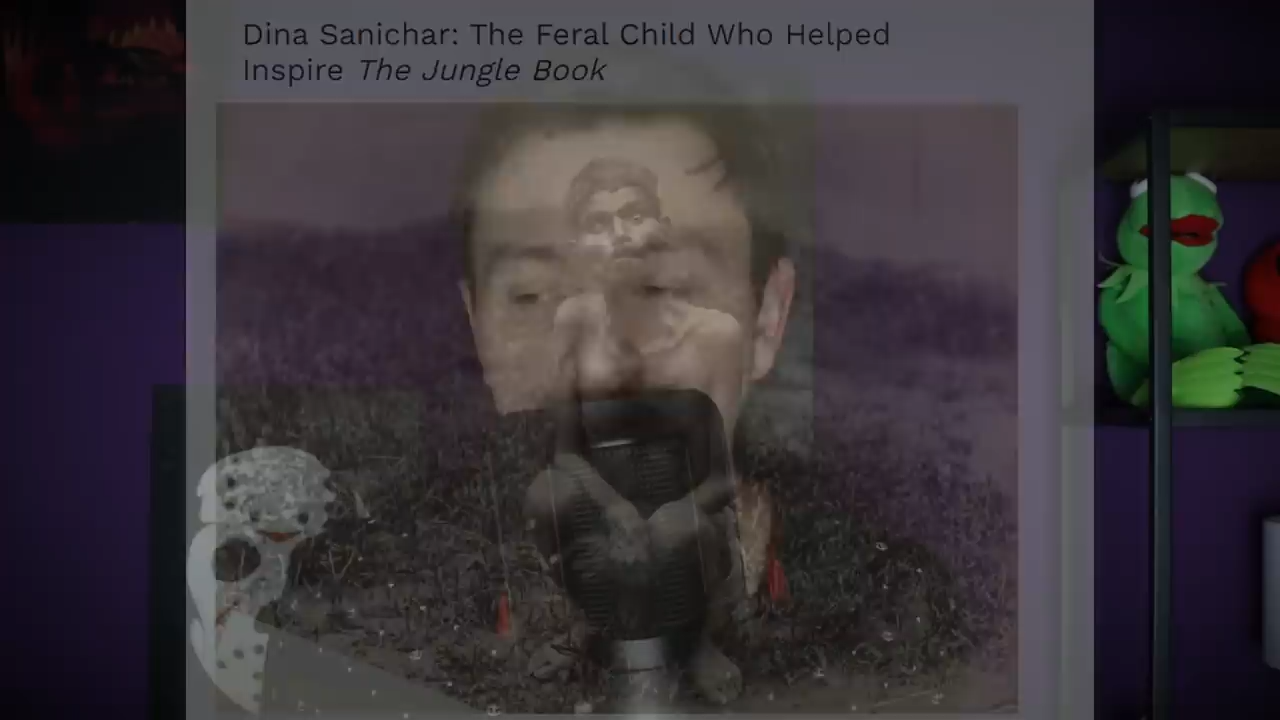 Dina Sanichar: The Feral Child Who Helped
Inspire The Jungle Book